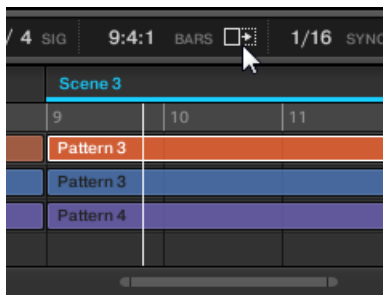 / 4 SIG 9:4:1 BARS 1/16 SYNC
Scene 3
9 10 11
Pattern 3
Pattern 3
Pattern 4